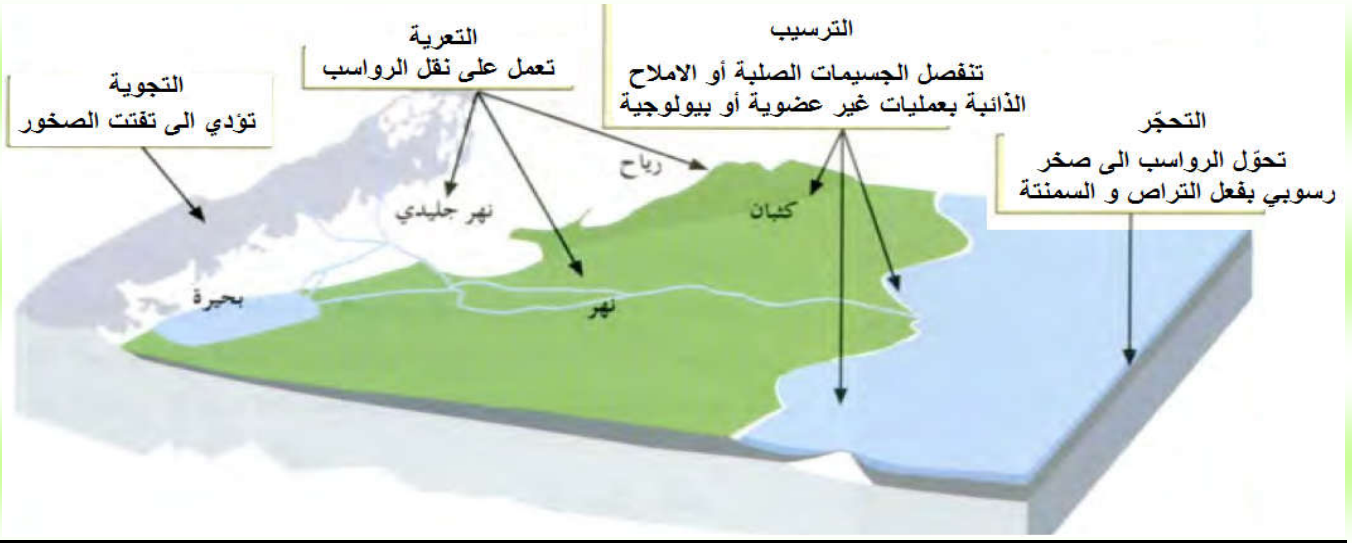 الترسيب
تنفصل الجسيمات الصلبة أو الاملاح
الذائبة بعمليات غير عضوية أو بيولوجية
التعرية
تعمل على نقل الرواسب
التجوية
تؤدي الى تفتت الصخور
التحجّر
تحوّل الرواسب الى صخر
رسوبي بفعل التراص و السمنتة
رياح
كثبان
نهر جليدي
بحيرة
نهر